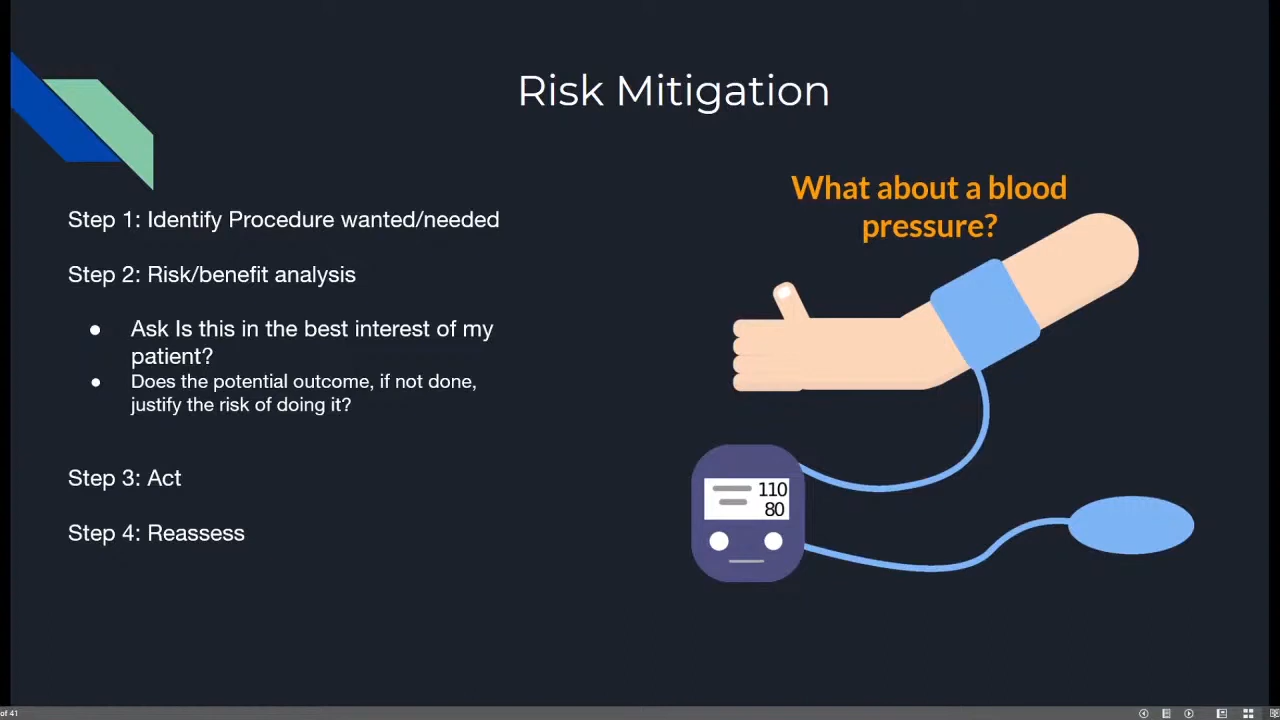 Risk Mitigation
What about a blood
pressure?
Step 1: Identify Procedure wanted/needed
Step 2: Risk/benefit analysis
● Ask Is this in the best interest of my
patient?
● Does the potential outcome, if not done,
justify the risk of doing it?
Step 3: Act
Step 4: Reassess
110
80
of 41